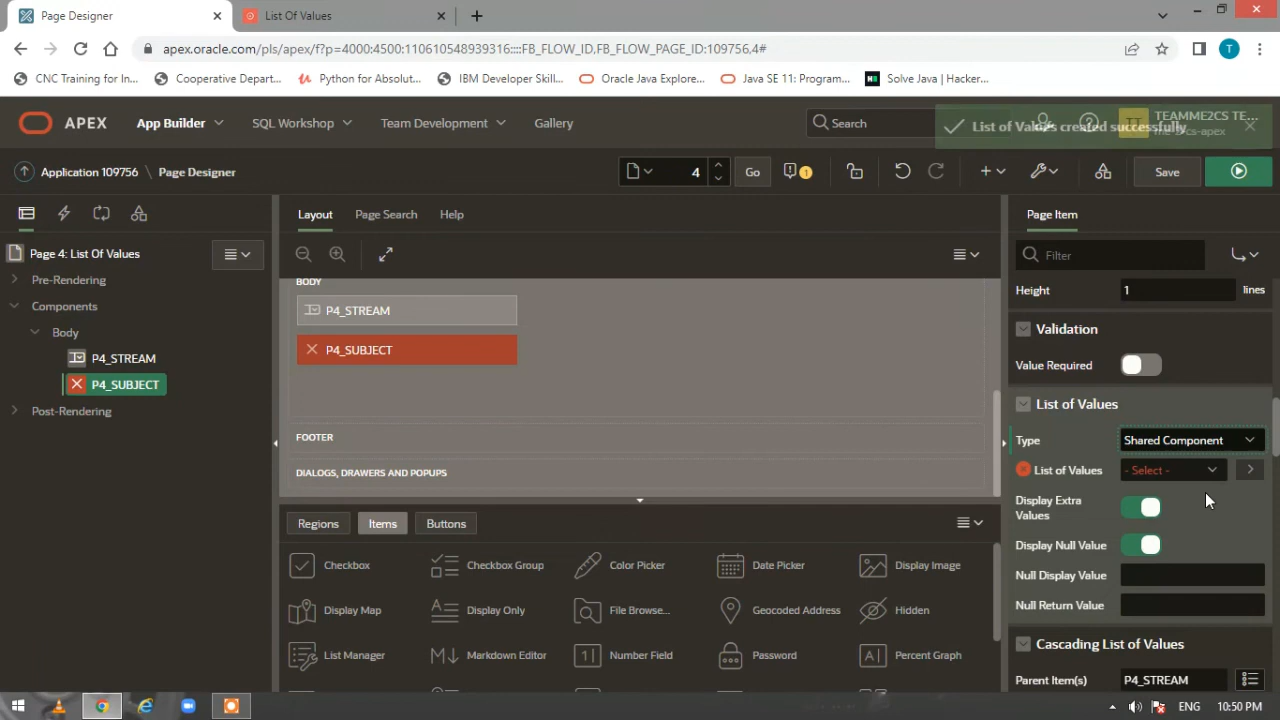 Page Designer
List Of Values
apex.oracle.com/pls/apex/f?p=4000:4500:110610548939316::::FB_FLOW_ID,FB_FLOW_PAGE_ID:109756,4#
CNC Training for In...
Cooperative Depart...
Python for Absolut...
IBM Developer Skill...
Oracle Java Explore...
Java SE 11: Program...
Solve Java | Hacker...
APEX
App Builder
SQL Workshop
Team Development
Gallery
Search
List of Values created successfully
TEAMME2CS TE...
Application 109756
Page Designer
4
Go
1
Save
Layout
Page Search
Help
Page Item
Page 4: List Of Values
Pre-Rendering
Components
Body
P4_STREAM
P4_SUBJECT
Post-Rendering
BODY
P4_STREAM
P4_SUBJECT
FOOTER
DIALOGS, DRAWERS AND POPUPS
Regions
Items
Buttons
Checkbox
Checkbox Group
Color Picker
Date Picker
Display Image
Display Map
Display Only
File Browse...
Geocoded Address
Hidden
List Manager
Markdown Editor
Number Field
Password
Percent Graph
Filter
Height
1
lines
Validation
Value Required
List of Values
Type
Shared Component
List of Values
- Select -
Display Extra
Values
Display Null Value
Null Display Value
Null Return Value
Cascading List of Values
Parent Item(s)
P4_STREAM
T
ENG
10:50 PM